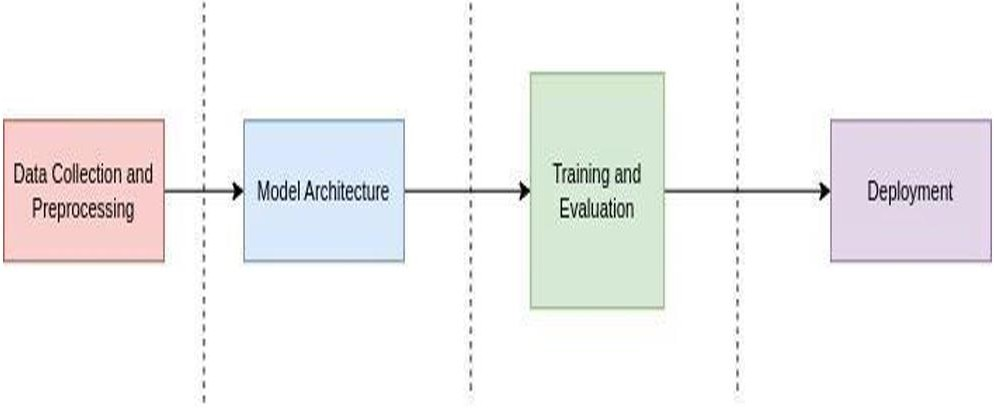 Data Collection and
Preprocessing
Model Architecture
Training and
Evaluation
Deployment